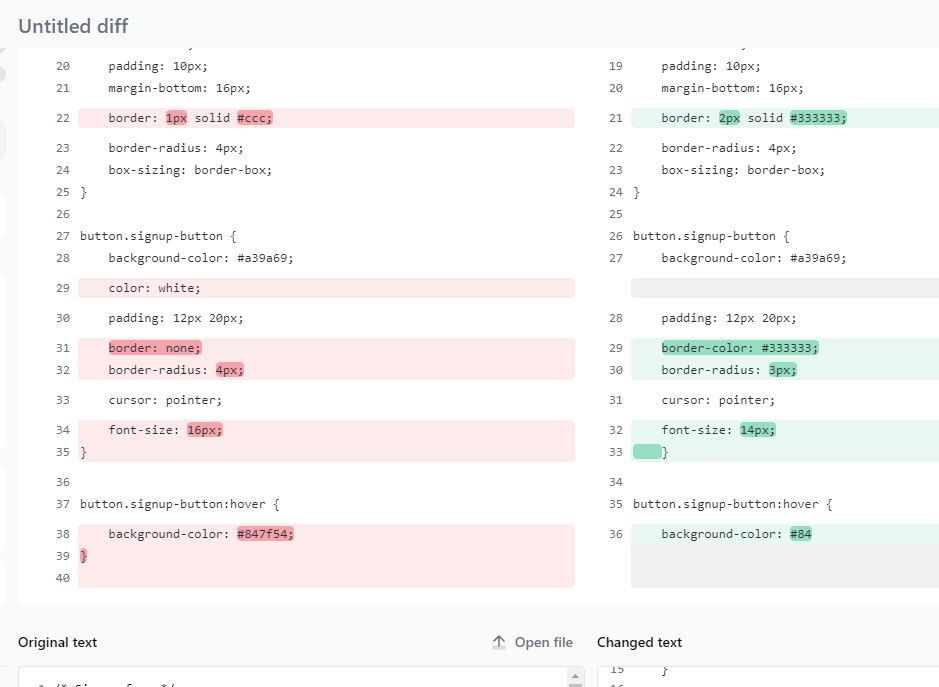 Untitled diff
20 padding: 10px; 19 padding: 10px;
21 margin-bottom: 16px; 20 margin-bottom: 16px;
22 border: 1px solid #ccc; 21 border: 2px solid #333333;
23 border-radius: 4px; 22 border-radius: 4px;
24 box-sizing: border-box; 23 box-sizing: border-box;
25 } 24 }
26 25
27 button.signup-button { 26 button.signup-button {
28 background-color: #a39a69; 27 background-color: #a39a69;
29 color: white;
30 padding: 12px 20px; 28 padding: 12px 20px;
31 border: none; 29 border-color: #333333;
32 border-radius: 4px; 30 border-radius: 3px;
33 cursor: pointer; 31 cursor: pointer;
34 font-size: 16px; 32 font-size: 14px;
35 } 33 }
36 34
37 button.signup-button:hover { 35 button.signup-button:hover {
38 background-color: #847f54; 36 background-color: #84
39 }
40
Original text Open file Changed text
15 }